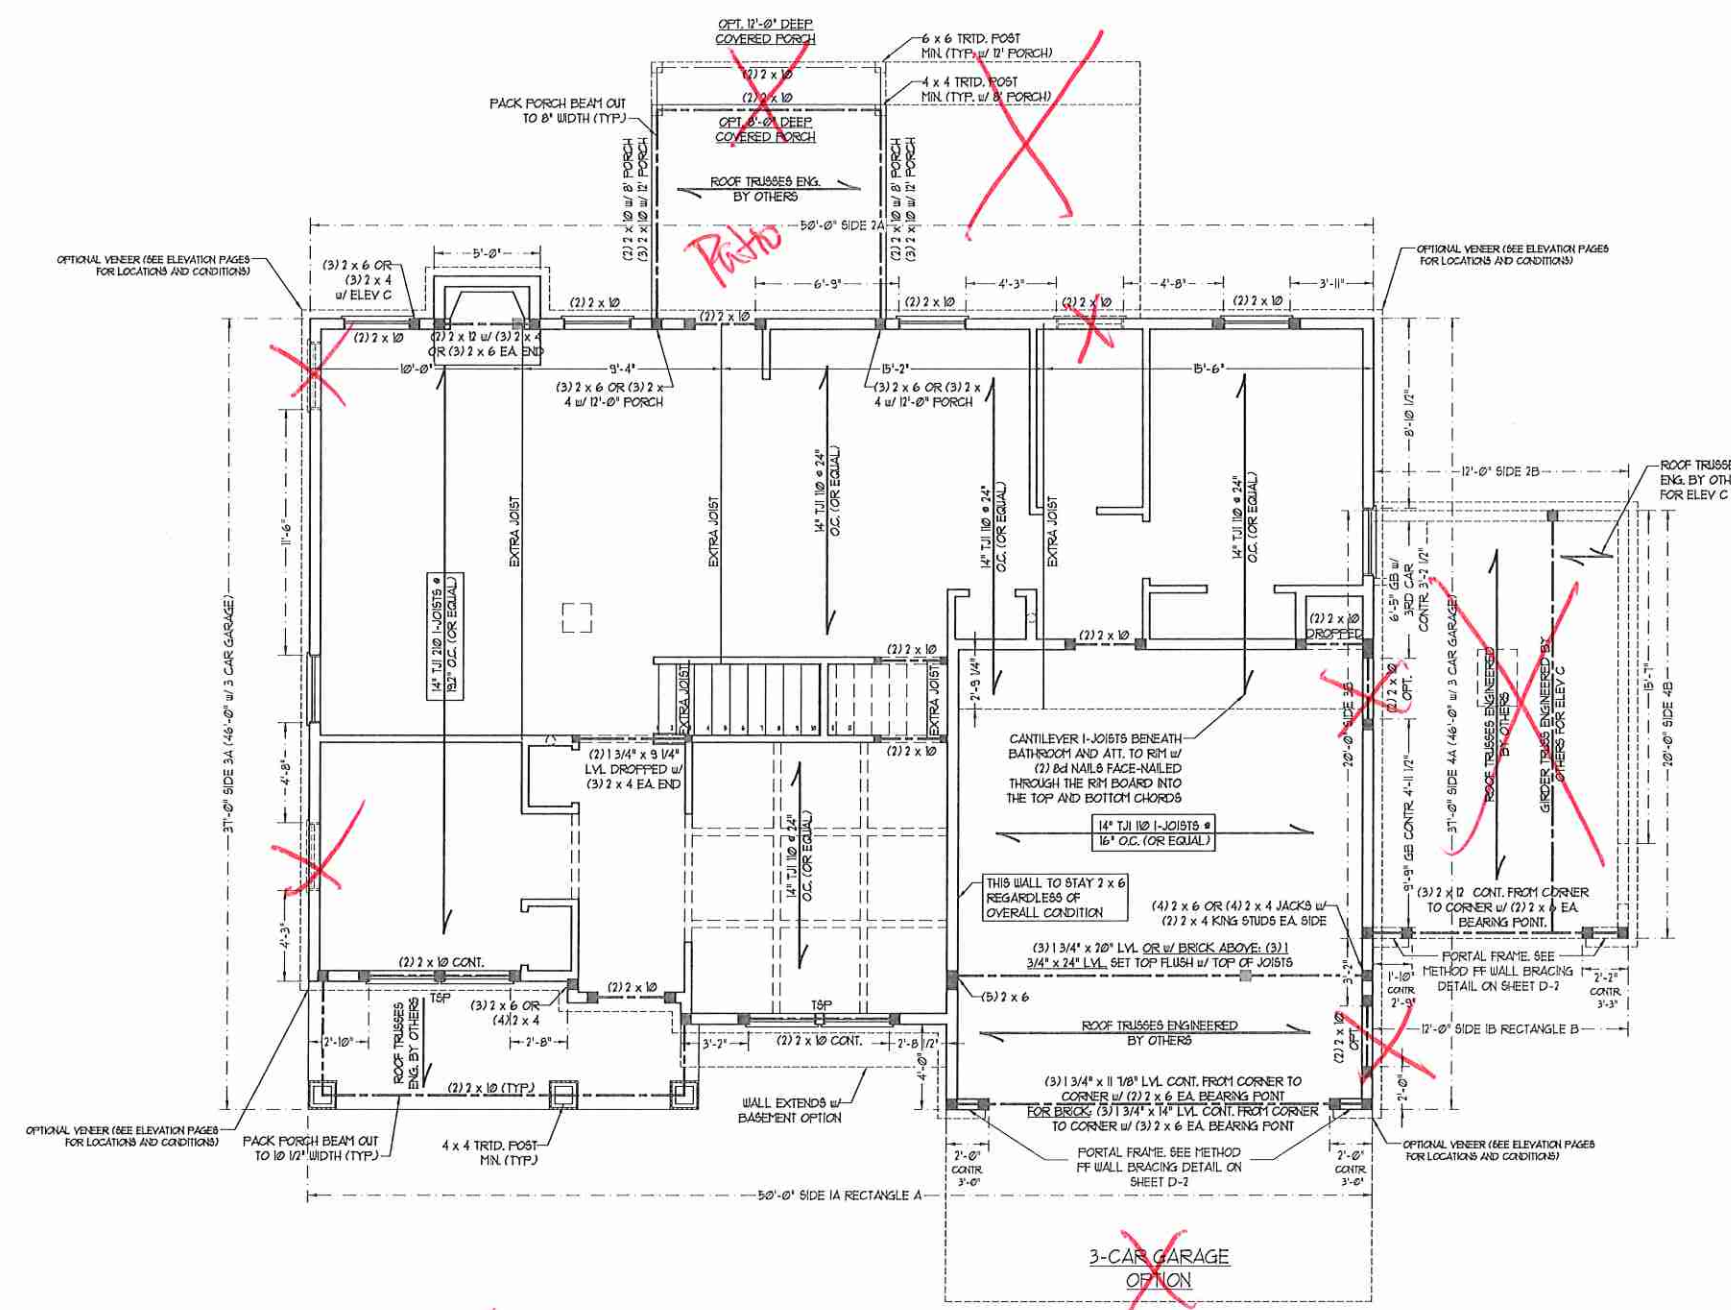 OPT. 12'-0" DEEP
COVERED PORCH
6 x 6 TRTD. POST
MIN. (TYP. w/ 12' PORCH)
(2) 2 x 10
4 x 4 TRTD. POST
MIN. (TYP. w/ 8' PORCH)
(2) 2 x 10
PACK PORCH BEAM OUT
TO 8" WIDTH (TYP.)
OPT. 8'-0" DEEP
COVERED PORCH
(2) 2 x 10 w/ 8' PORCH
(3) 2 x 10 w/ 12' PORCH
(2) 2 x 10 w/ 8' PORCH
(3) 2 x 10 w/ 12' PORCH
ROOF TRUSSES ENG.
BY OTHERS
50'-0" SIDE 2A
Patio
OPTIONAL VENEER (SEE ELEVATION PAGES
FOR LOCATIONS AND CONDITIONS)
5'-0"
(3) 2 x 6 OR
(3) 2 x 4
w/ ELEV C
6'-9"
4'-3"
4'-8"
3'-11"
OPTIONAL VENEER (SEE ELEVATION PAGES
FOR LOCATIONS AND CONDITIONS)
(2) 2 x 10
(2) 2 x 10
(2) 2 x 10
(2) 2 x 10
(2) 2 x 10
(2) 2 x 10
(2) 2 x 12 w/ (3) 2 x 4
OR (3) 2 x 6 EA. END
10'-0"
9'-4"
15'-2"
15'-6"
(3) 2 x 6 OR (3) 2 x
4 w/ 12'-0" PORCH
(3) 2 x 6 OR (3) 2 x
4 w/ 12'-0" PORCH
8'-10 1/2"
12'-0" SIDE 2B
ROOF TRUSSE
ENG. BY OTH
FOR ELEV C
11'-6"
EXTRA JOIST
EXTRA JOIST
14" TJI 110 @ 24"
O.C. (OR EQUAL)
14" TJI 110 @ 24"
O.C. (OR EQUAL)
EXTRA JOIST
14" TJI 110 @ 24"
O.C. (OR EQUAL)
14" TJI 210 I-JOISTS @
19.2" O.C. (OR EQUAL)
6'-5" GB w/
3RD CAR
CONTR. 3'-2 1/2"
37'-0" SIDE 3A (46'-0" w/ 3 CAR GARAGE)
(2) 2 x 10
(2) 2 x 10
(2) 2 x 10
DROPPED
EXTRA JOIST
EXTRA JOIST
2'-9 1/4"
20'-0" SIDE 3B
(2) 2 x 10
OPT.
37'-0" SIDE 4A (46'-0" w/ 3 CAR GARAGE)
ROOF TRUSSES ENGINEERED
BY OTHERS
GIRDER TRUSS ENGINEERED BY
OTHERS FOR ELEV C
15'-7"
20'-0" SIDE 4B
4'-8"
(2) 1 3/4" x 9 1/4"
LVL DROPPED w/
(3) 2 x 4 EA. END
(2) 2 x 10
CANTILEVER I-JOISTS BENEATH
BATHROOM AND ATT. TO RIM w/
(2) 8d NAILS FACE-NAILED
THROUGH THE RIM BOARD INTO
THE TOP AND BOTTOM CHORDS
14" TJI 110 @ 24"
O.C. (OR EQUAL)
14" TJI 110 I-JOISTS @
16" O.C. (OR EQUAL)
9'-9" GB CONTR. 4'-11 1/2"
THIS WALL TO STAY 2 x 6
REGARDLESS OF
OVERALL CONDITION
(4) 2 x 6 OR (4) 2 x 4 JACKS w/
(2) 2 x 4 KING STUDS EA. SIDE
(3) 2 x 12 CONT. FROM CORNER
TO CORNER w/ (2) 2 x 6 EA.
BEARING POINT.
4'-3"
(2) 2 x 10 CONT.
(3) 1 3/4" x 20" LVL OR w/ BRICK ABOVE: (3) 1
3/4" x 24" LVL. SET TOP FLUSH w/ TOP OF JOISTS
3'-2"
PORTAL FRAME. SEE
METHOD PF WALL BRACING
DETAIL ON SHEET D-2
1'-10"
CONTR.
2'-9"
2'-2"
CONTR.
3'-3"
TSP
(3) 2 x 6 OR
(4) 2 x 4
(2) 2 x 10
TSP
(5) 2 x 6
ROOF TRUSSES
ENG. BY OTHERS
2'-10"
2'-8"
3'-2"
(2) 2 x 10 CONT.
2'-8 1/2"
ROOF TRUSSES ENGINEERED
BY OTHERS
(2) 2 x 10
OPT.
12'-0" SIDE 1B RECTANGLE B
4'-0"
2'-0"
(2) 2 x 10 (TYP.)
(3) 1 3/4" x 11 7/8" LVL CONT. FROM CORNER TO
CORNER w/ (2) 2 x 6 EA. BEARING POINT
FOR BRICK: (3) 1 3/4" x 14" LVL CONT. FROM CORNER
TO CORNER w/ (3) 2 x 6 EA. BEARING POINT
WALL EXTENDS w/
BASEMENT OPTION
OPTIONAL VENEER (SEE ELEVATION PAGES
FOR LOCATIONS AND CONDITIONS)
PACK PORCH BEAM OUT
TO 10 1/2" WIDTH (TYP.)
4 x 4 TRTD. POST
MIN. (TYP.)
2'-0"
CONTR.
3'-0"
PORTAL FRAME. SEE METHOD
PF WALL BRACING DETAIL ON
SHEET D-2
2'-0"
CONTR.
3'-0"
OPTIONAL VENEER (SEE ELEVATION PAGES
FOR LOCATIONS AND CONDITIONS)
50'-0" SIDE 1A RECTANGLE A
3-CAR GARAGE
OPTION